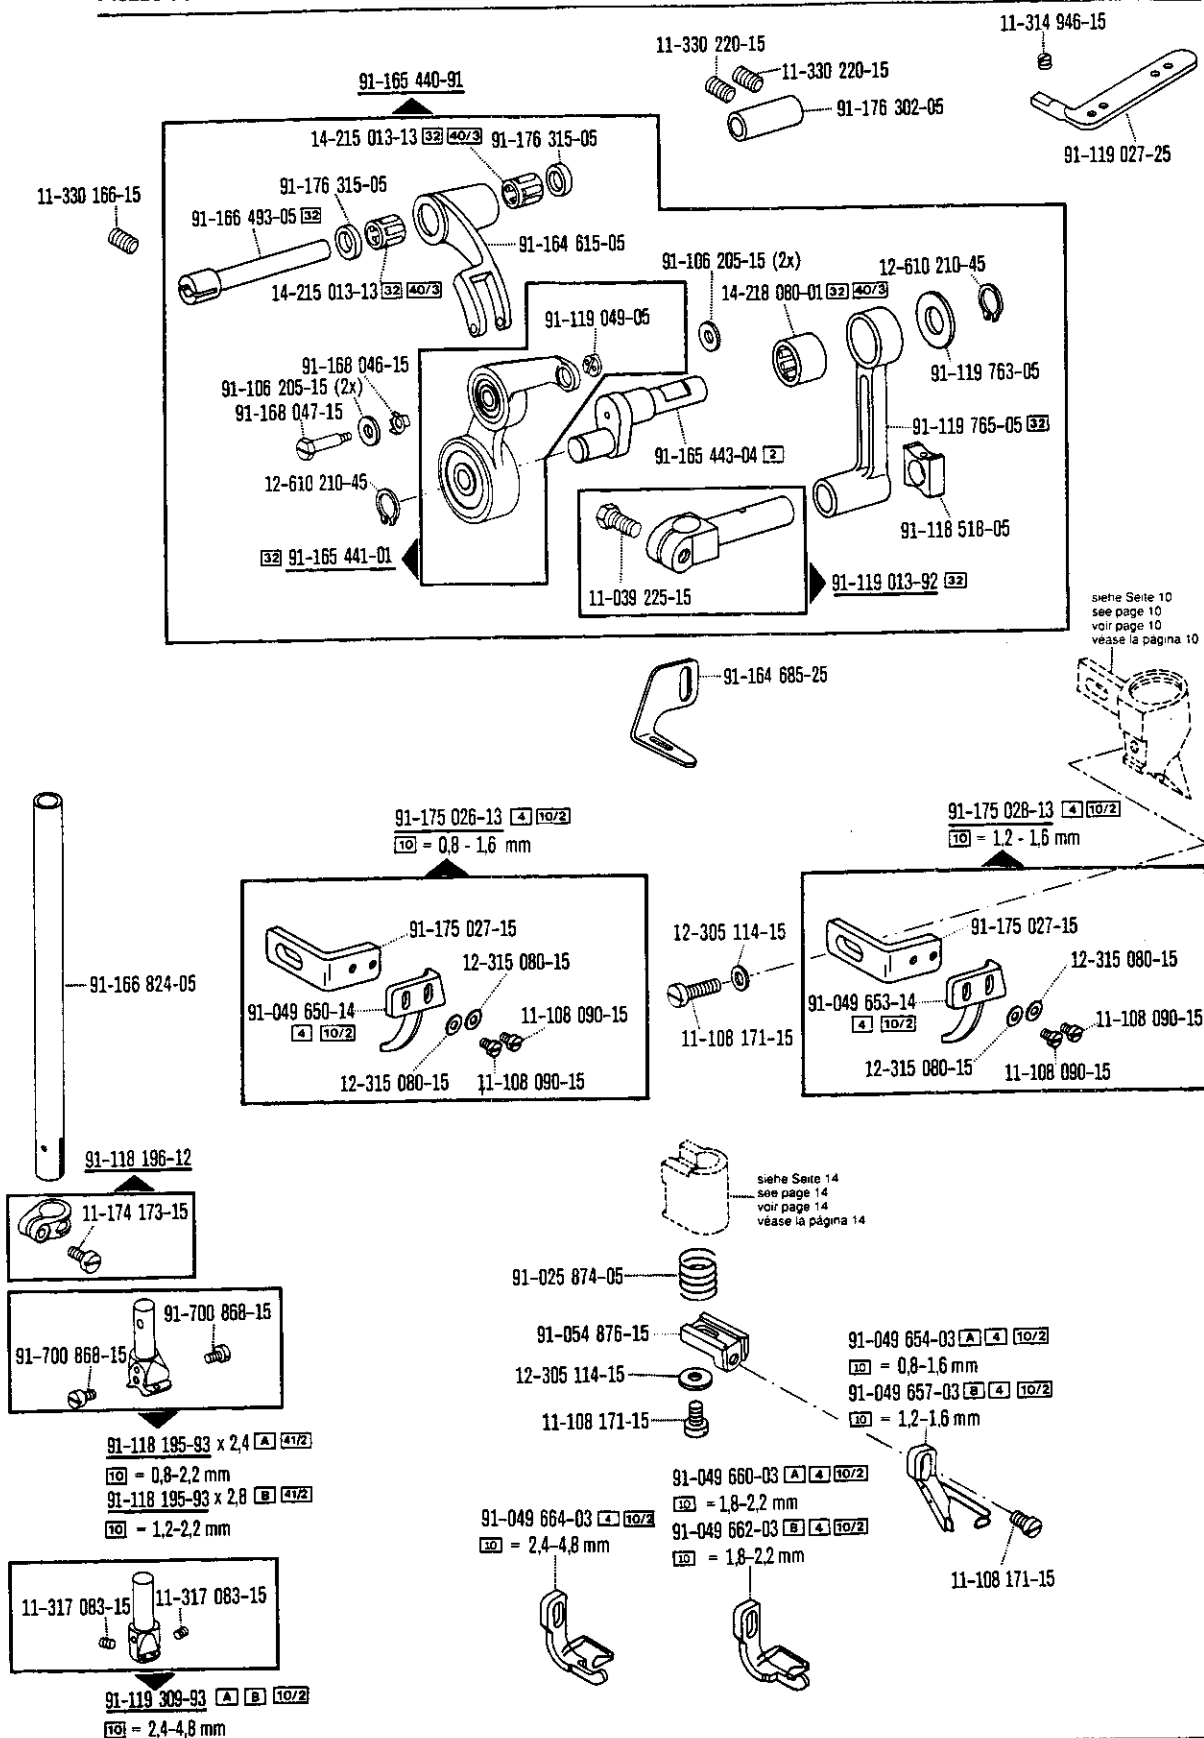 11-314 946-15
11-330 220-15
11-330 220-15
91-176 302-05
91-119 027-25
91-165 440-91
14-215 013-13 32 40/3
91-176 315-05
11-330 166-15
91-176 315-05
91-166 493-05 32
91-164 615-05
14-215 013-13 32 40/3
91-106 205-15 (2x)
12-610 210-45
14-218 080-01 32 40/3
91-119 049-05
91-168 046-15
91-106 205-15 (2x)
91-168 047-15
91-119 763-05
91-119 765-05 32
91-165 443-04 2
12-610 210-45
91-118 518-05
32 91-165 441-01
11-039 225-15
91-119 013-92 32
siehe Seite 10
see page 10
voir page 10
véase la página 10
91-164 685-25
91-175 026-13 4 10/2
10 = 0,8 - 1,6 mm
91-175 028-13 4 10/2
10 = 1,2 - 1,6 mm
91-175 027-15
12-315 080-15
91-049 650-14
4 10/2
11-108 090-15
12-315 080-15
11-108 090-15
12-305 114-15
11-108 171-15
91-175 027-15
12-315 080-15
91-049 653-14
4 10/2
11-108 090-15
12-315 080-15
11-108 090-15
91-166 824-05
91-118 196-12
11-174 173-15
siehe Seite 14
see page 14
voir page 14
véase la página 14
91-025 874-05
91-054 876-15
12-305 114-15
11-108 171-15
91-700 868-15
91-700 868-15
91-118 195-93 x 2,4 A 41/2
10 = 0,8-2,2 mm
91-118 195-93 x 2,8 B 41/2
10 = 1,2-2,2 mm
91-049 654-03 A 4 10/2
10 = 0,8-1,6 mm
91-049 657-03 B 4 10/2
10 = 1,2-1,6 mm
91-049 660-03 A 4 10/2
10 = 1,8-2,2 mm
91-049 662-03 B 4 10/2
10 = 1,8-2,2 mm
91-049 664-03 4 10/2
10 = 2,4-4,8 mm
11-108 171-15
11-317 083-15
11-317 083-15
91-119 309-93 A B 10/2
10 = 2,4-4,8 mm